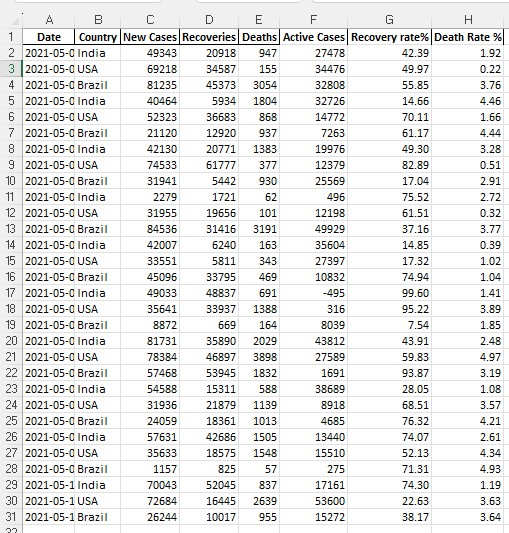 A B C D E F G H
1 Date Country New Cases Recoveries Deaths Active Cases Recovery rate% Death Rate %
2 2021-05-0 India 49343 20918 947 27478 42.39 1.92
3 2021-05-0 USA 69218 34587 155 34476 49.97 0.22
4 2021-05-0 Brazil 81235 45373 3054 32808 55.85 3.76
5 2021-05-0 India 40464 5934 1804 32726 14.66 4.46
6 2021-05-0 USA 52323 36683 868 14772 70.11 1.66
7 2021-05-0 Brazil 21120 12920 937 7263 61.17 4.44
8 2021-05-0 India 42130 20771 1383 19976 49.30 3.28
9 2021-05-0 USA 74533 61777 377 12379 82.89 0.51
10 2021-05-0 Brazil 31941 5442 930 25569 17.04 2.91
11 2021-05-0 India 2279 1721 62 496 75.52 2.72
12 2021-05-0 USA 31955 19656 101 12198 61.51 0.32
13 2021-05-0 Brazil 84536 31416 3191 49929 37.16 3.77
14 2021-05-0 India 42007 6240 163 35604 14.85 0.39
15 2021-05-0 USA 33551 5811 343 27397 17.32 1.02
16 2021-05-0 Brazil 45096 33795 469 10832 74.94 1.04
17 2021-05-0 India 49033 48837 691 -495 99.60 1.41
18 2021-05-0 USA 35641 33937 1388 316 95.22 3.89
19 2021-05-0 Brazil 8872 669 164 8039 7.54 1.85
20 2021-05-0 India 81731 35890 2029 43812 43.91 2.48
21 2021-05-0 USA 78384 46897 3898 27589 59.83 4.97
22 2021-05-0 Brazil 57468 53945 1832 1691 93.87 3.19
23 2021-05-0 India 54588 15311 588 38689 28.05 1.08
24 2021-05-0 USA 31936 21879 1139 8918 68.51 3.57
25 2021-05-0 Brazil 24059 18361 1013 4685 76.32 4.21
26 2021-05-0 India 57631 42686 1505 13440 74.07 2.61
27 2021-05-0 USA 35633 18575 1548 15510 52.13 4.34
28 2021-05-0 Brazil 1157 825 57 275 71.31 4.93
29 2021-05-1 India 70043 52045 837 17161 74.30 1.19
30 2021-05-1 USA 72684 16445 2639 53600 22.63 3.63
31 2021-05-1 Brazil 26244 10017 955 15272 38.17 3.64